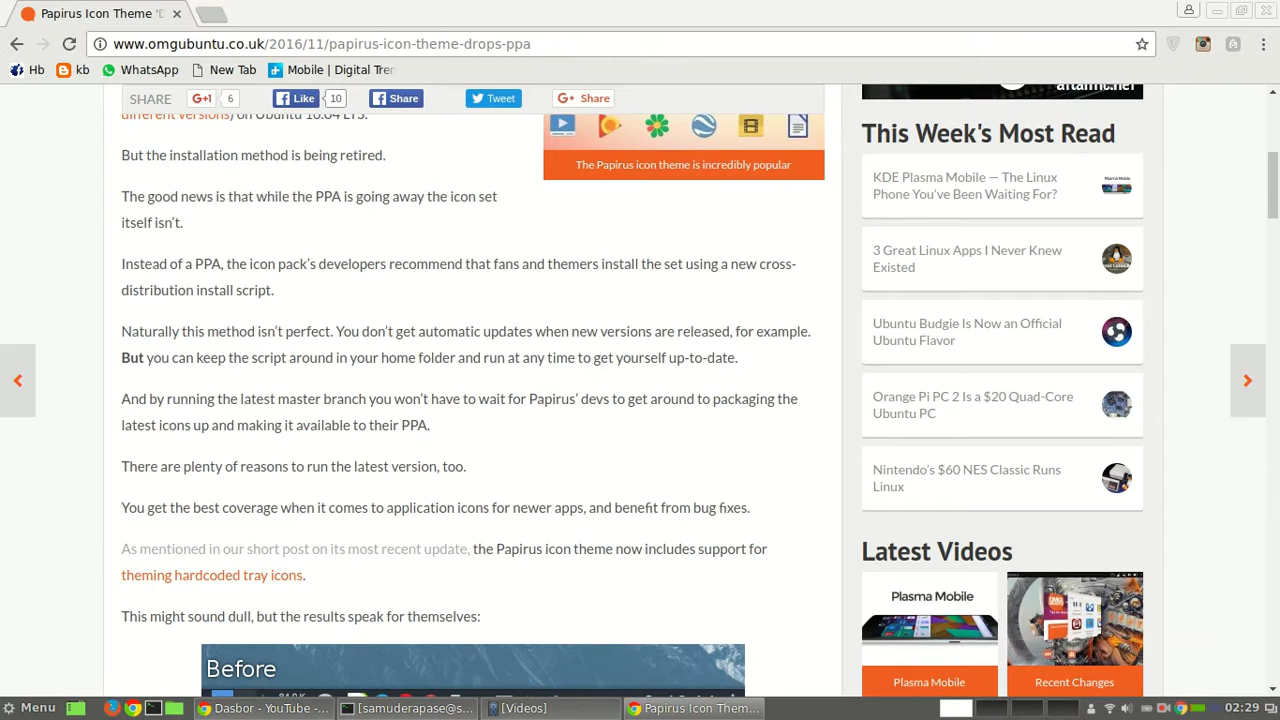 Papirus Icon Theme 'D
www.omgubuntu.co.uk/2016/11/papirus-icon-theme-drops-ppa
Hb kb WhatsApp New Tab Mobile | Digital Tren
SHARE +1 6 Like 10 Share Tweet Share
different versions) on Ubuntu 16.04 LTS.
The Papirus icon theme is incredibly popular
But the installation method is being retired.
The good news is that while the PPA is going away the icon set
itself isn't.
Instead of a PPA, the icon pack's developers recommend that fans and themers install the set using a new cross-
distribution install script.
Naturally this method isn't perfect. You don't get automatic updates when new versions are released, for example.
But you can keep the script around in your home folder and run at any time to get yourself up-to-date.
And by running the latest master branch you won't have to wait for Papirus' devs to get around to packaging the
latest icons up and making it available to their PPA.
There are plenty of reasons to run the latest version, too.
You get the best coverage when it comes to application icons for newer apps, and benefit from bug fixes.
As mentioned in our short post on its most recent update, the Papirus icon theme now includes support for
theming hardcoded tray icons.
This might sound dull, but the results speak for themselves:
Before
atlantic.net
This Week's Most Read
KDE Plasma Mobile — The Linux
Phone You've Been Waiting For?
3 Great Linux Apps I Never Knew
Existed
Ubuntu Budgie Is Now an Official
Ubuntu Flavor
Orange Pi PC 2 Is a $20 Quad-Core
Ubuntu PC
Nintendo's $60 NES Classic Runs
Linux
Latest Videos
Plasma Mobile
Plasma Mobile
Recent Changes
Menu Dasbor - YouTube -... [samuderapase@s... [Videos] Papirus Icon Them... 02:29